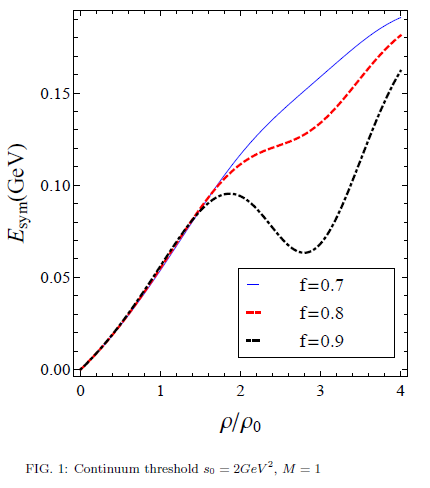 E_sym(GeV)
0.15
0.10
0.05
0.00
0 1 2 3 4
ρ/ρ_0
f=0.7
f=0.8
f=0.9
FIG. 1: Continuum threshold s_0 = 2GeV^2, M = 1